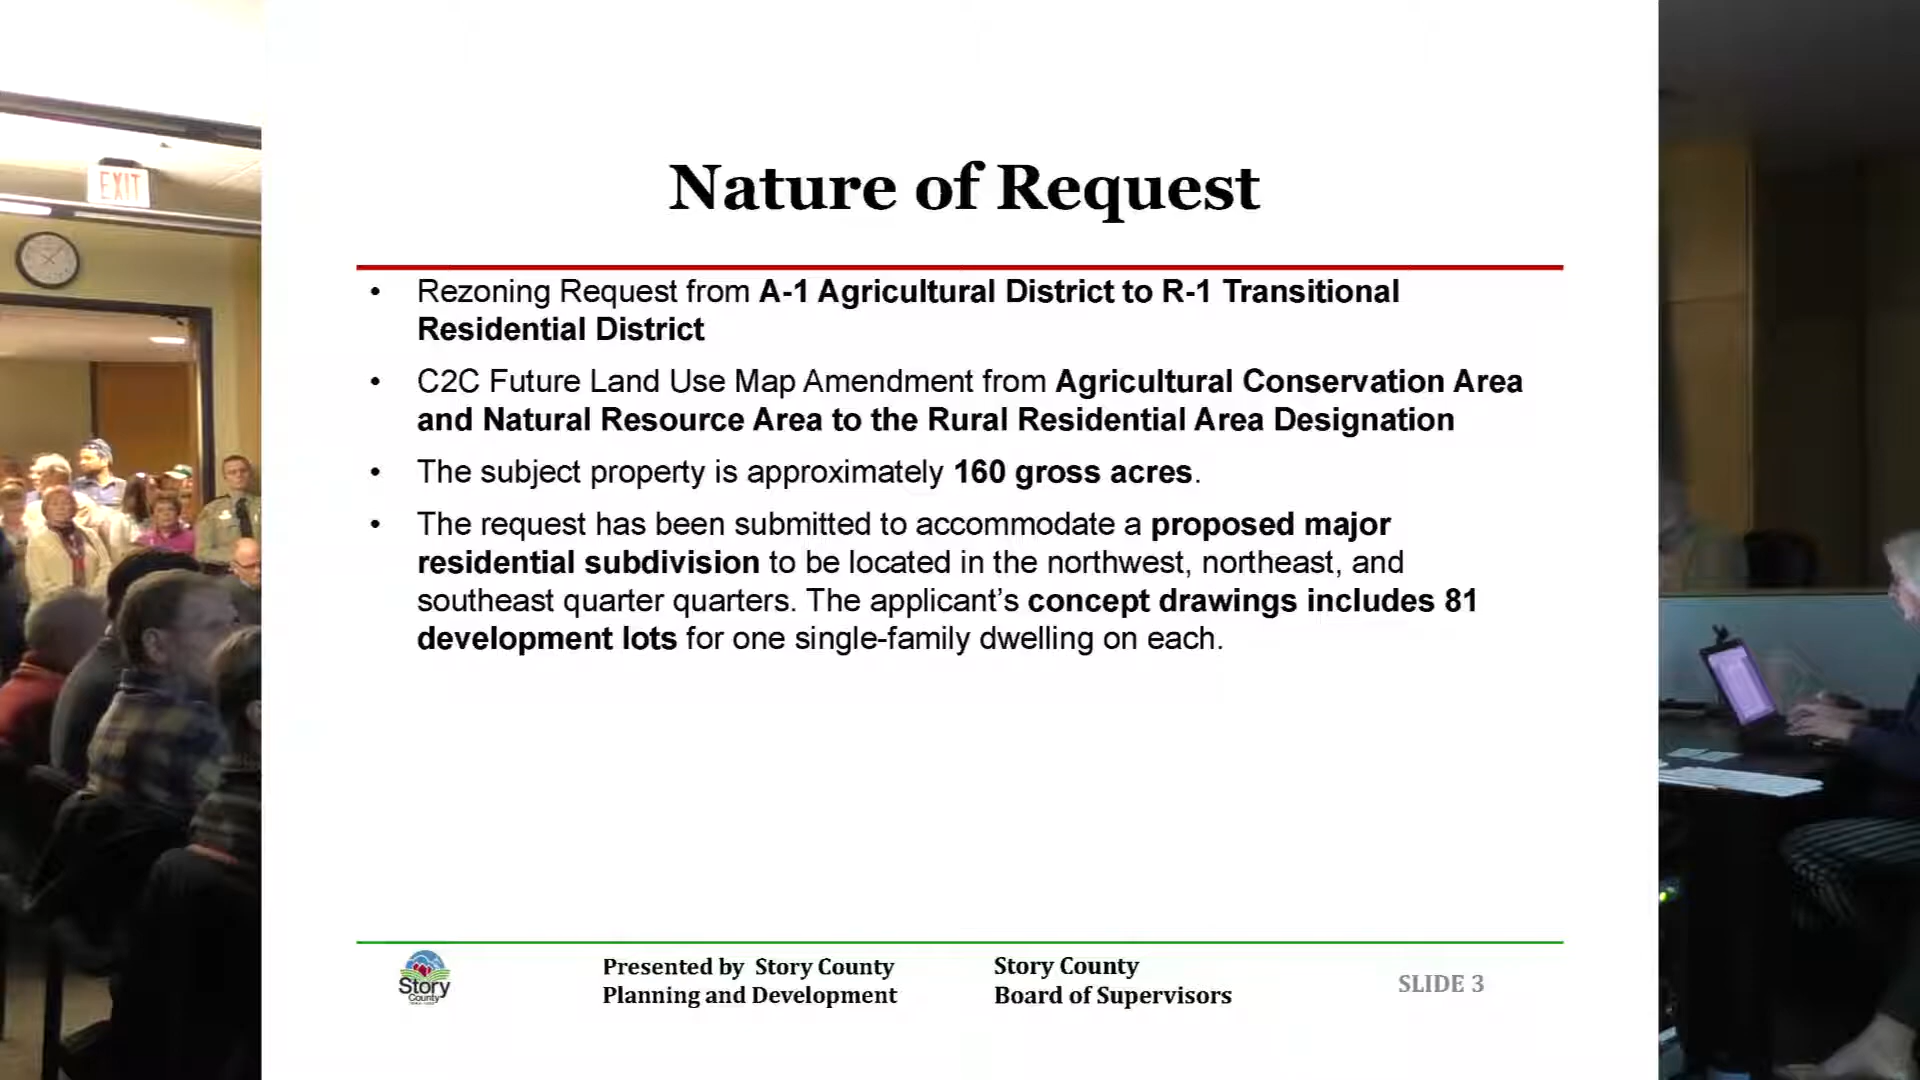 EXIT
Nature of Request
• Rezoning Request from A-1 Agricultural District to R-1 Transitional
Residential District
• C2C Future Land Use Map Amendment from Agricultural Conservation Area
and Natural Resource Area to the Rural Residential Area Designation
• The subject property is approximately 160 gross acres.
• The request has been submitted to accommodate a proposed major
residential subdivision to be located in the northwest, northeast, and
southeast quarter quarters. The applicant’s concept drawings includes 81
development lots for one single-family dwelling on each.
Story
County
Presented by Story County
Planning and Development
Story County
Board of Supervisors
SLIDE 3